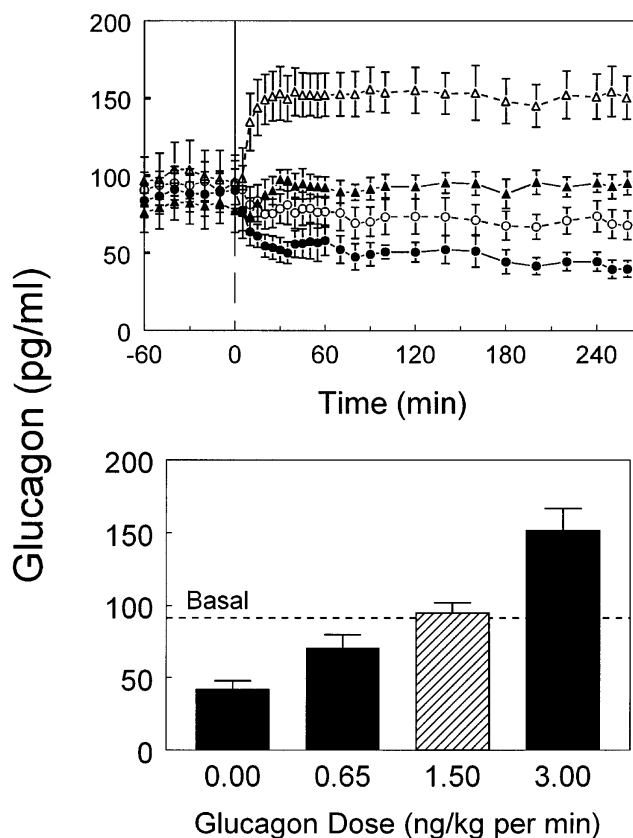 Glucagon (pg/ml)
200
150
100
50
0
-60 0 60 120 180 240
Time (min)
200
150
100
50
0
Basal
0.00 0.65 1.50 3.00
Glucagon Dose (ng/kg per min)